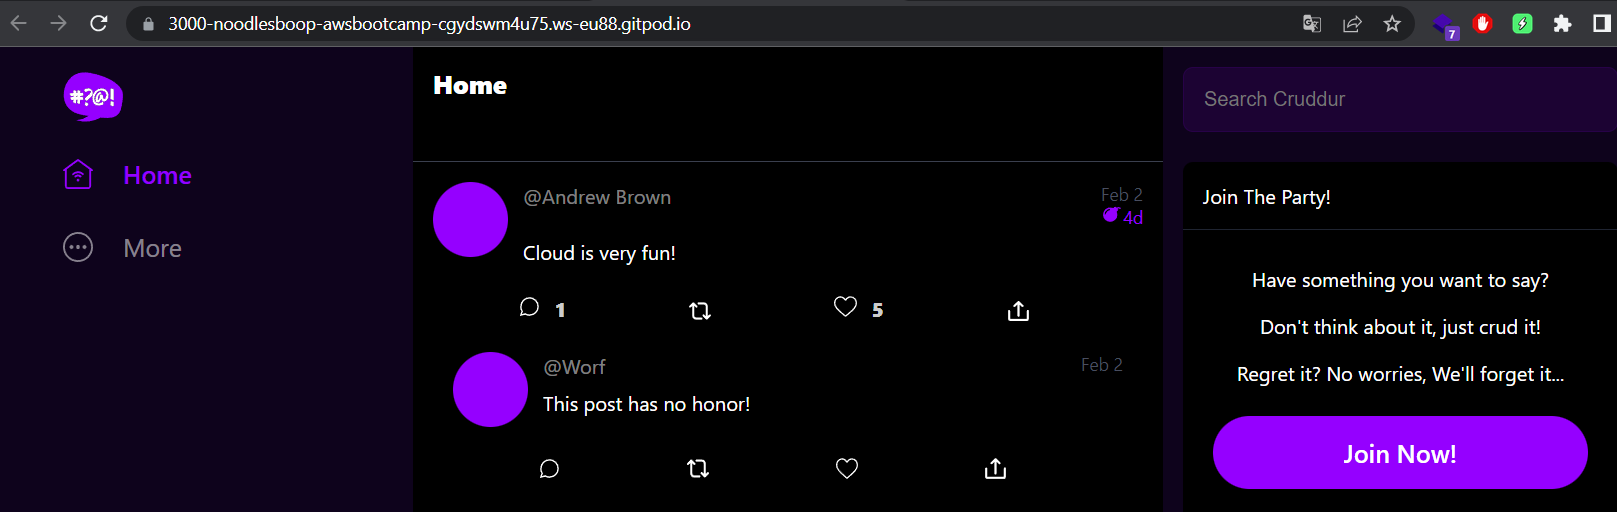 3000-noodlesboop-awsbootcamp-cgydswm4u75.ws-eu88.gitpod.io
7
#?@!
Home
More
Home
@Andrew Brown
Feb 2
4d
Cloud is very fun!
1
5
@Worf
Feb 2
This post has no honor!
Search Cruddur
Join The Party!
Have something you want to say?
Don't think about it, just crud it!
Regret it? No worries, We'll forget it...
Join Now!